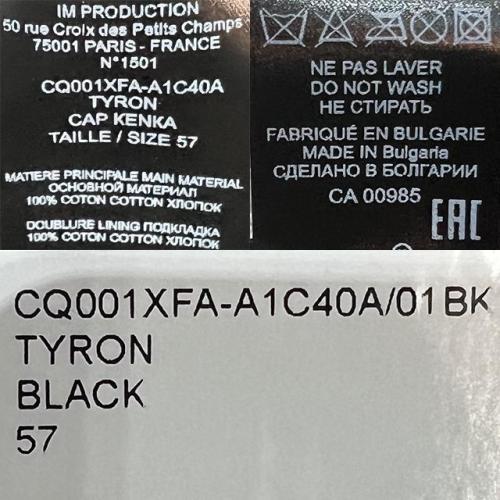 IM PRODUCTION
50 rue Croix des Petits Champs
75001 PARIS - FRANCE
N°1501
CQ001XFA-A1C40A
TYRON
CAP KENKA
TAILLE / SIZE 57
MATIERE PRINCIPALE MAIN MATERIAL
ОСНОВНОЙ МАТЕРИАЛ
100% COTON COTTON ХЛОПОК
DOUBLURE LINING ПОДКЛАДКА
100% COTON COTTON ХЛОПОК
NE PAS LAVER
DO NOT WASH
НЕ СТИРАТЬ
FABRIQUÉ EN BULGARIE
MADE IN Bulgaria
СДЕЛАНО В БОЛГАРИИ
CA 00985
EAC
CQ001XFA-A1C40A/01BK
TYRON
BLACK
57